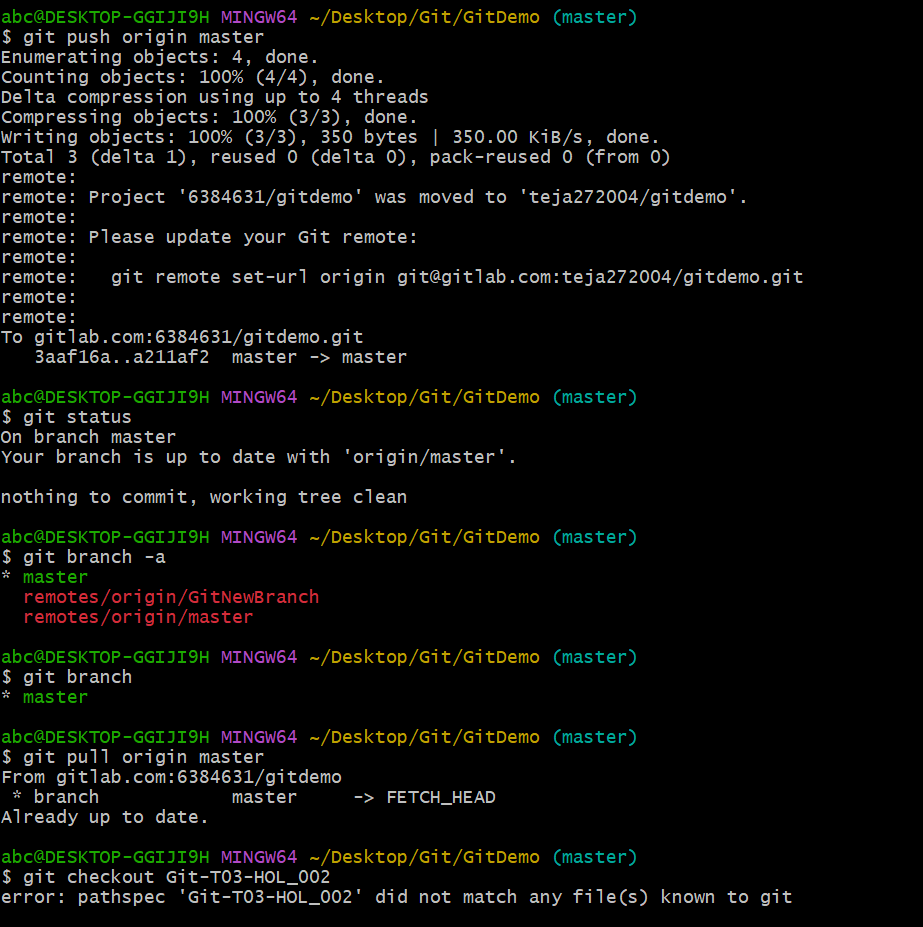 abc@DESKTOP-GGIJI9H MINGW64 ~/Desktop/Git/GitDemo (master)
$ git push origin master
Enumerating objects: 4, done.
Counting objects: 100% (4/4), done.
Delta compression using up to 4 threads
Compressing objects: 100% (3/3), done.
Writing objects: 100% (3/3), 350 bytes | 350.00 KiB/s, done.
Total 3 (delta 1), reused 0 (delta 0), pack-reused 0 (from 0)
remote:
remote: Project '6384631/gitdemo' was moved to 'teja272004/gitdemo'.
remote:
remote: Please update your Git remote:
remote:
remote:   git remote set-url origin git@gitlab.com:teja272004/gitdemo.git
remote:
remote:
To gitlab.com:6384631/gitdemo.git
   3aaf16a..a211af2  master -> master

abc@DESKTOP-GGIJI9H MINGW64 ~/Desktop/Git/GitDemo (master)
$ git status
On branch master
Your branch is up to date with 'origin/master'.

nothing to commit, working tree clean

abc@DESKTOP-GGIJI9H MINGW64 ~/Desktop/Git/GitDemo (master)
$ git branch -a
* master
  remotes/origin/GitNewBranch
  remotes/origin/master

abc@DESKTOP-GGIJI9H MINGW64 ~/Desktop/Git/GitDemo (master)
$ git branch
* master

abc@DESKTOP-GGIJI9H MINGW64 ~/Desktop/Git/GitDemo (master)
$ git pull origin master
From gitlab.com:6384631/gitdemo
 * branch            master     -> FETCH_HEAD
Already up to date.

abc@DESKTOP-GGIJI9H MINGW64 ~/Desktop/Git/GitDemo (master)
$ git checkout Git-T03-HOL_002
error: pathspec 'Git-T03-HOL_002' did not match any file(s) known to git